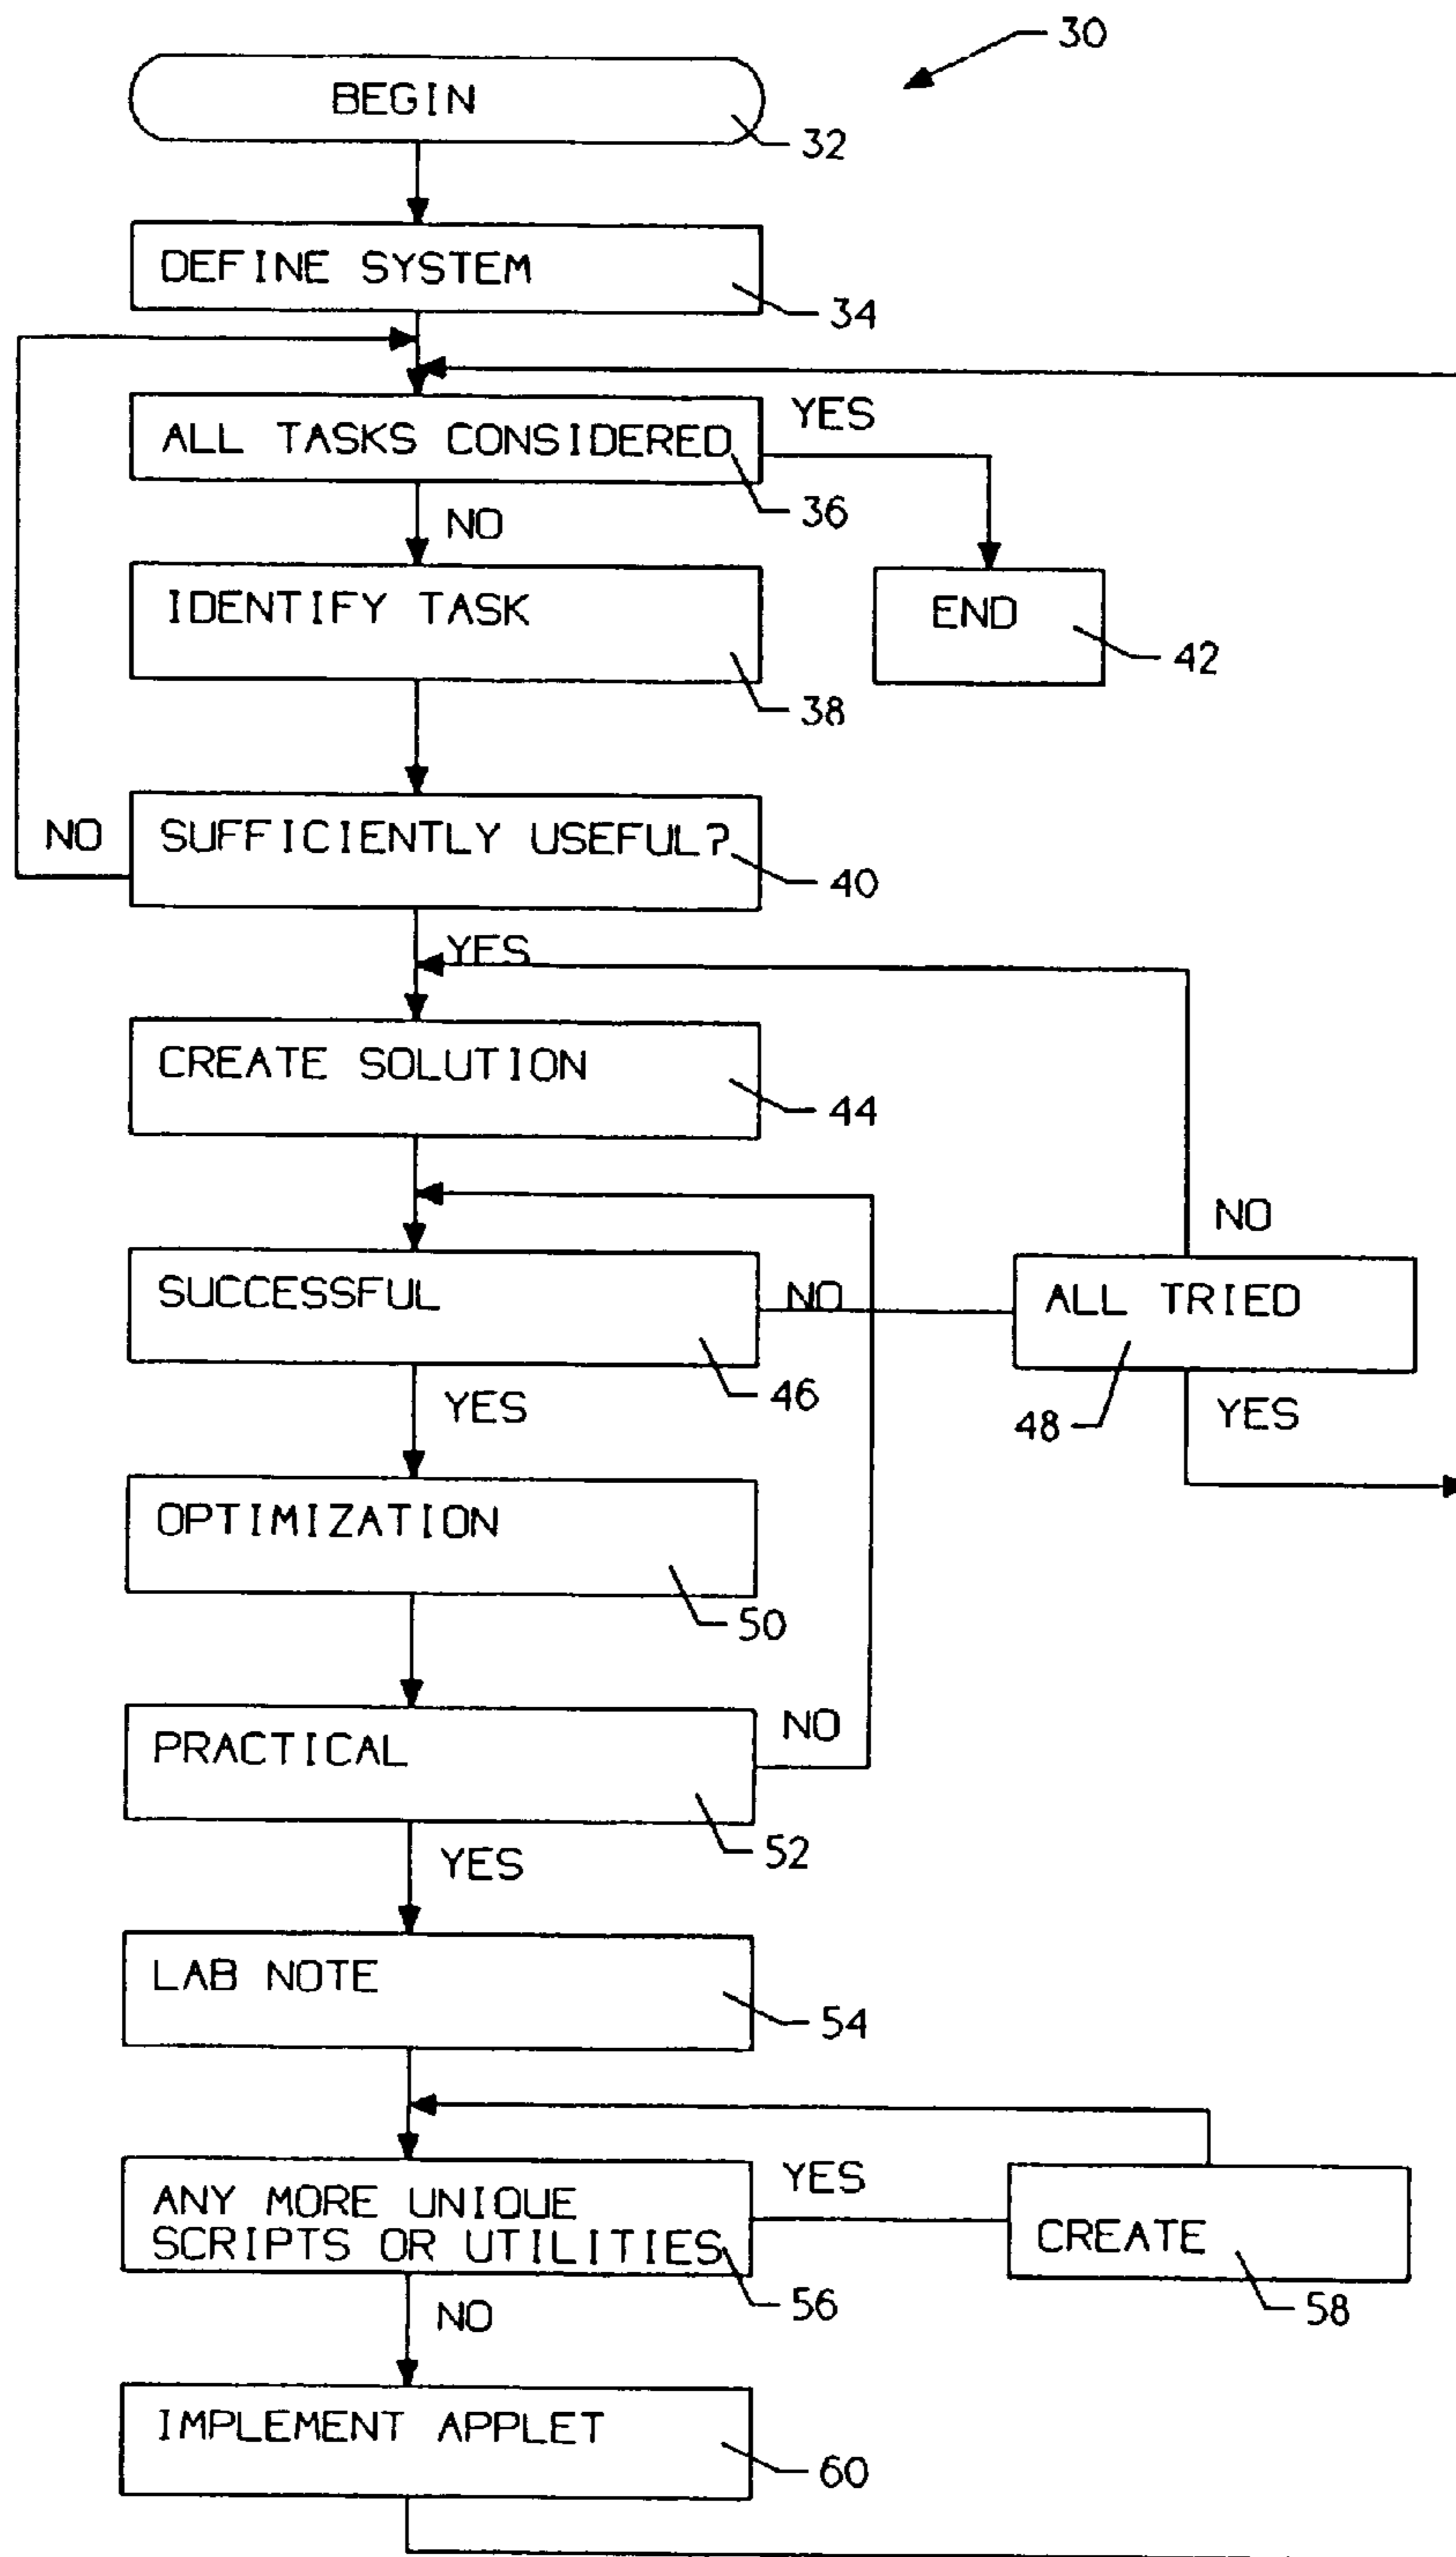 30
BEGIN
32
DEFINE SYSTEM
34
ALL TASKS CONSIDERED
YES
36
NO
IDENTIFY TASK
38
END
42
SUFFICIENTLY USEFUL?
NO
40
YES
CREATE SOLUTION
44
NO
SUCCESSFUL
NO
ALL TRIED
46
48
YES
YES
OPTIMIZATION
50
PRACTICAL
NO
52
YES
LAB NOTE
54
ANY MORE UNIQUE
SCRIPTS OR UTILITIES
YES
CREATE
56
58
NO
IMPLEMENT APPLET
60